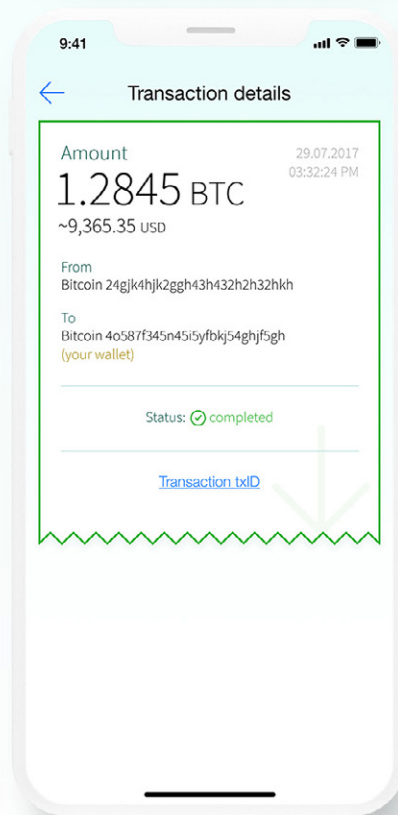 9:41
Transaction details
Amount
29.07.2017
03:32:24 PM
1.2845 BTC
~9,365.35 USD
From
Bitcoin 24gjk4hjk2ggh43h432h2h32hkh
To
Bitcoin 4o587f345n45i5yfbkj54ghjf5gh
(your wallet)
Status: completed
Transaction txID